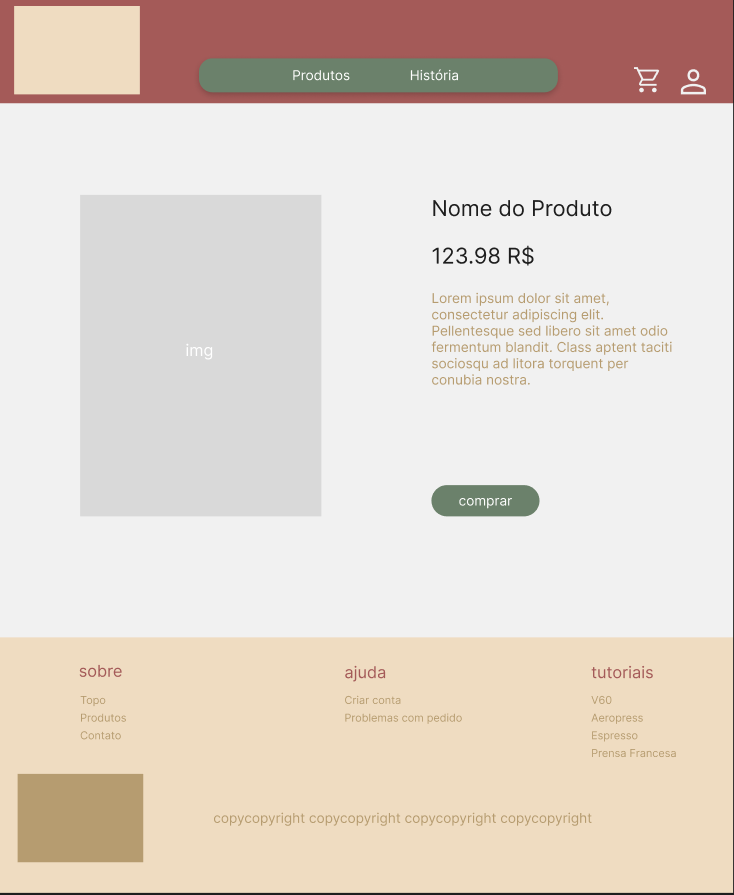 Produtos
História
Nome do Produto
123.98 R$
img
Lorem ipsum dolor sit amet,
consectetur adipiscing elit.
Pellentesque sed libero sit amet odio
fermentum blandit. Class aptent taciti
sociosqu ad litora torquent per
conubia nostra.
comprar
sobre
Topo
Produtos
Contato
ajuda
Criar conta
Problemas com pedido
tutoriais
V60
Aeropress
Espresso
Prensa Francesa
copycopyright copycopyright copycopyright copycopyright